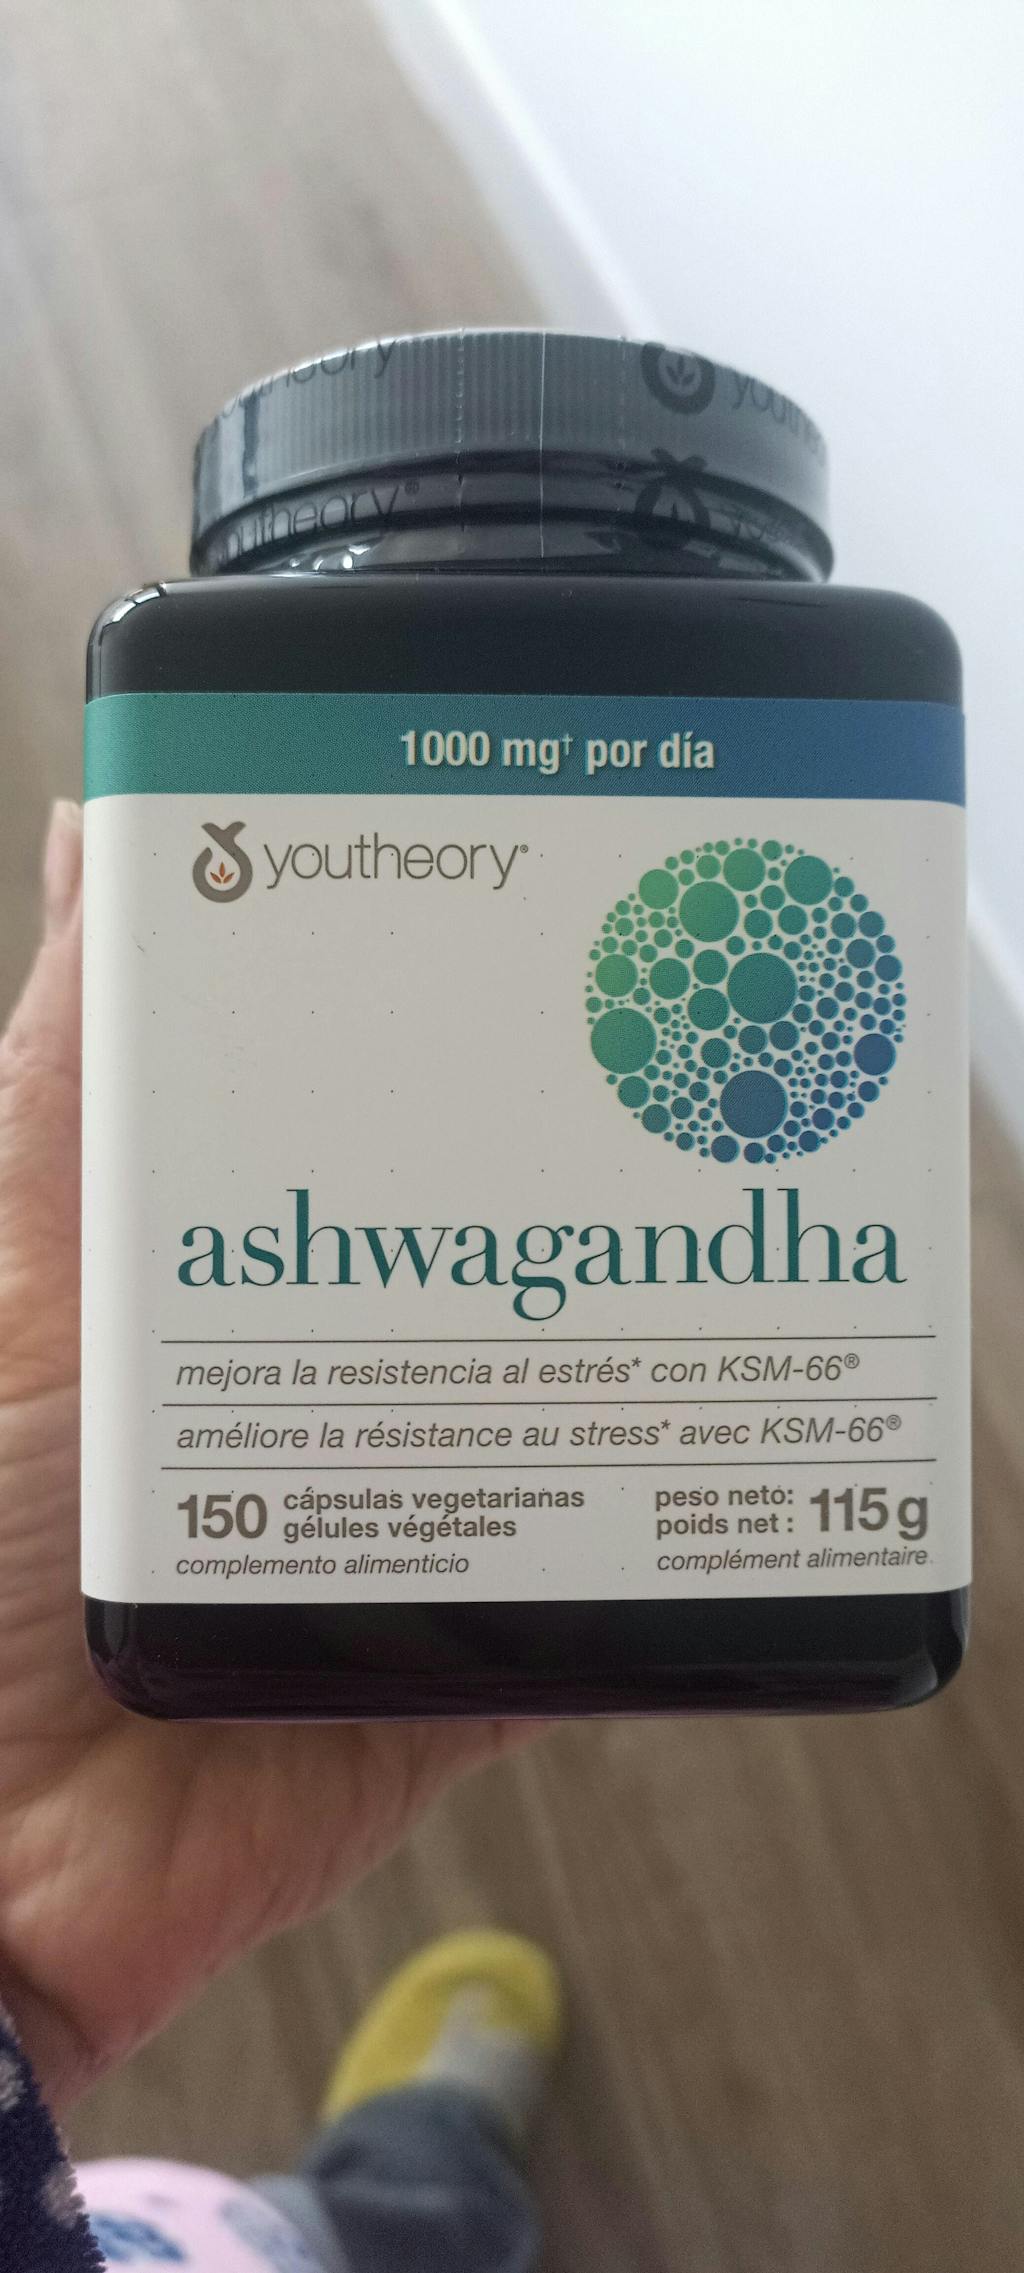 youtheory
youtheory®
1000 mg† por día
youtheory®
ashwagandha
mejora la resistencia al estrés* con KSM-66®
améliore la résistance au stress* avec KSM-66®
150 cápsulas vegetarianas
gélules végétales
complemento alimenticio
peso neto: 115 g
poids net :
complément alimentaire